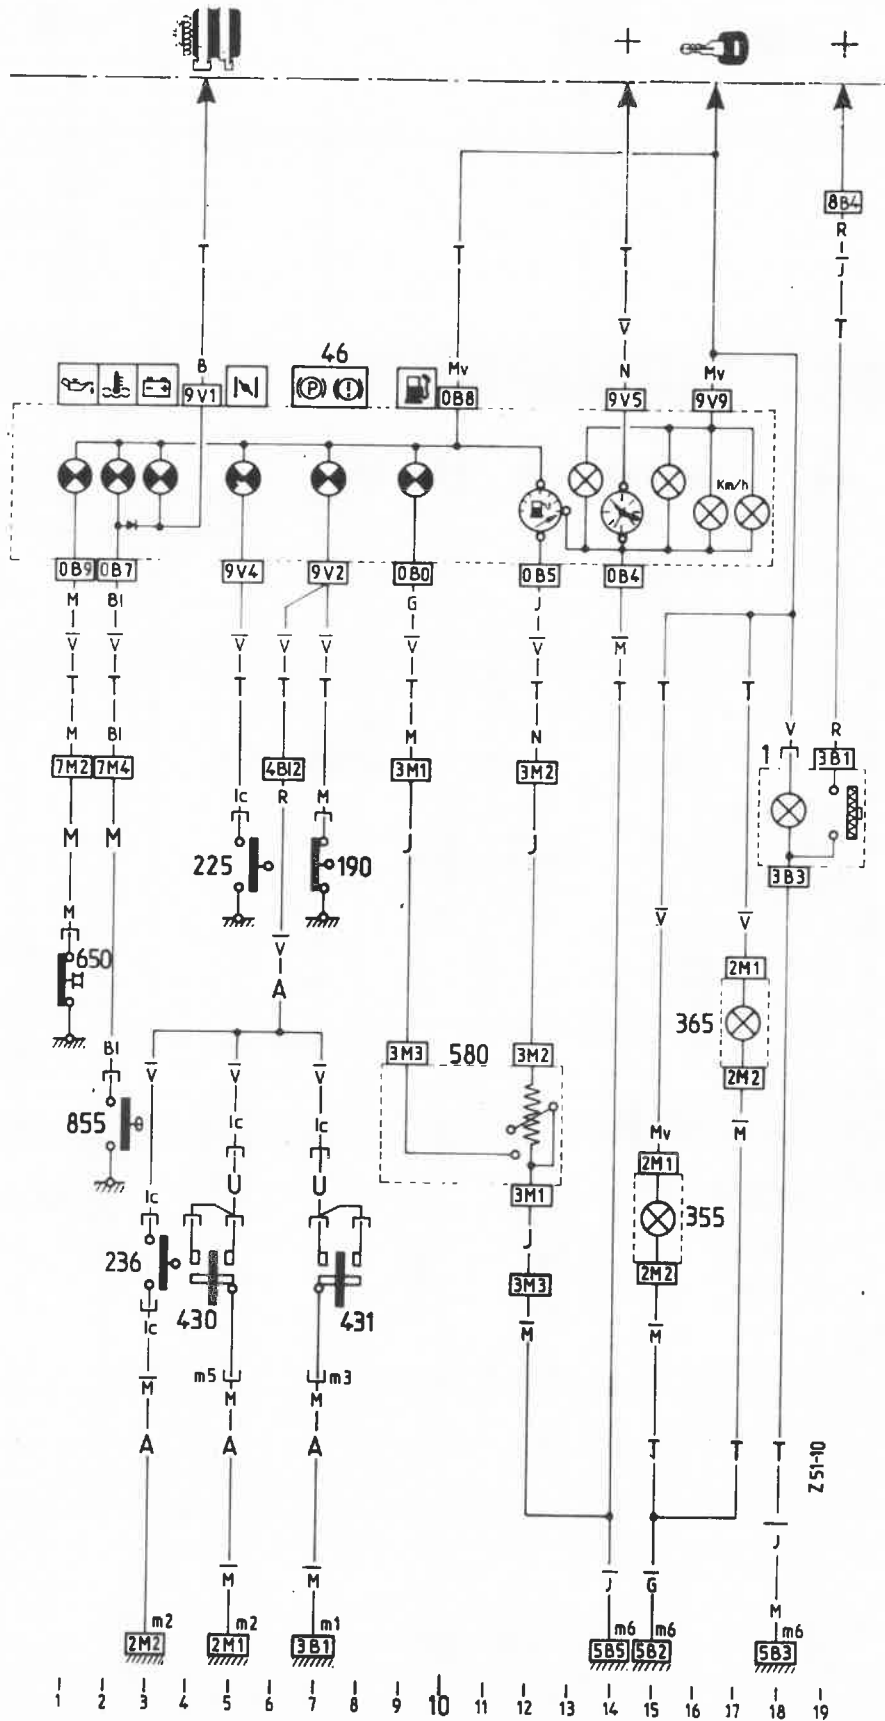 + +
8B4
R
J̅
T T T T
V̅
B 46 Mv N Mv
(P) (!)
9V1 0B8 9V5 9V9
Km/h
0B9 0B7 9V4 9V2 0B0 0B5 0B4
M Bl G J M̅
V̅ V̅ V̅ V̅ V̅ V̅ V̅
T T T T T T T T T T
M Bl M N V R
7M2 7M4 4B12 3M1 3M2 1 3B1
Ic R M
M M J J
225 190
3B3
M V̅ V̅ V̅
650 A 2M1
365
Bl 3M3 580 3M2 2M2
V̅ V̅ V̅
855 Ic Ic Mv M̅
2M1
Ic U U 3M1
355
236 J
2M2
430 431 3M3
Ic M̅ M̅
m5 m3
M̅ M M
A A A J T T
Z 51-10
J̅
M̅ M̅ J̅ G̅
M
m2 m2 m1 m6 m6 m6
2M2 2M1 3B1 5B5 5B2 5B3
1 2 3 4 5 6 7 8 9 10 11 12 13 14 15 16 17 18 19